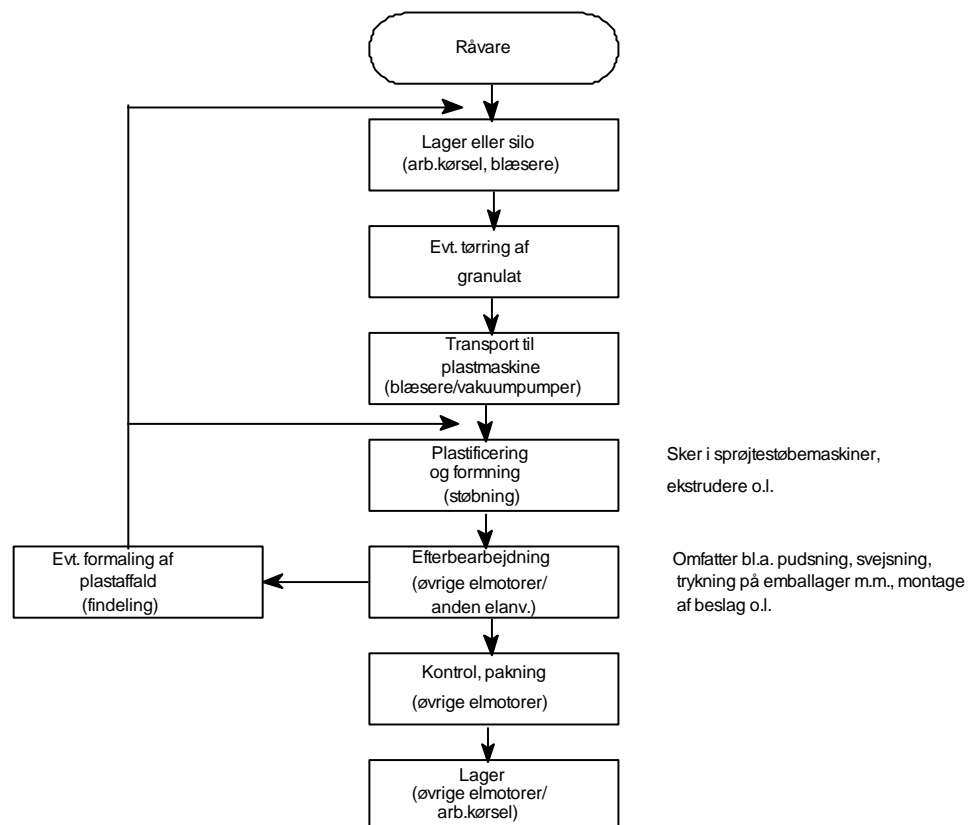 Råvare
Lager eller silo
(arb.kørsel, blæsere)
Evt. tørring af
granulat
Transport til
plastmaskine
(blæsere/vakuumpumper)
Plastificering
og formning
(støbning)
Sker i sprøjtestøbemaskiner,
ekstrudere o.l.
Evt. formaling af
plastaffald
(findeling)
Efterbearbejdning
(øvrige elmotorer/
anden elanv.)
Omfatter bl.a. pudsning, svejsning,
trykning på emballager m.m., montage
af beslag o.l.
Kontrol, pakning
(øvrige elmotorer)
Lager
(øvrige elmotorer/
arb.kørsel)